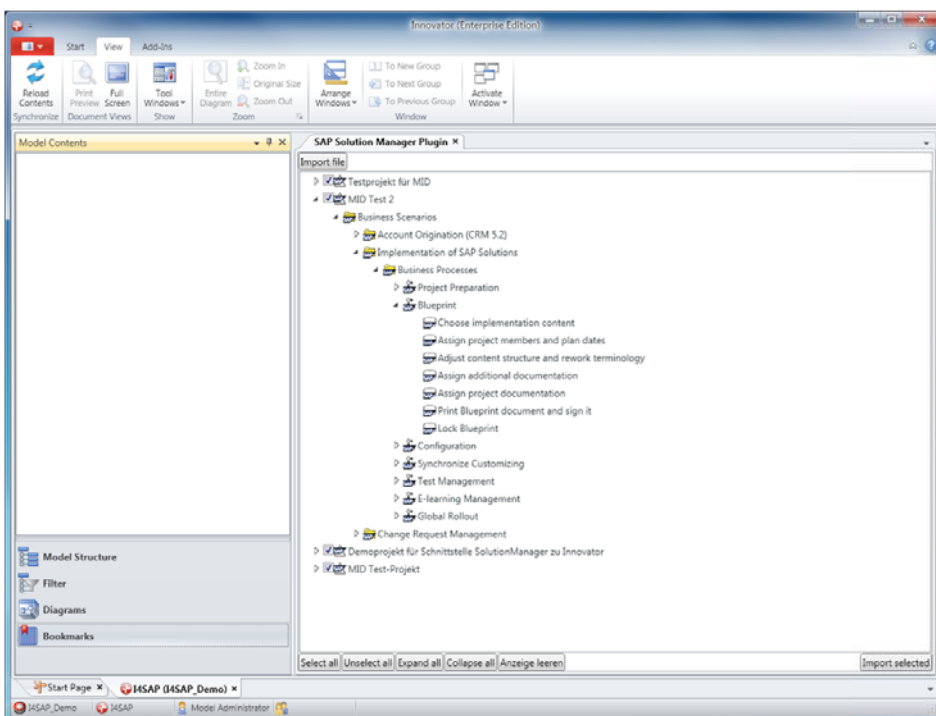 Innovator (Enterprise Edition)
Start View Add-Ins
Reload Contents
Print Preview
Full Screen
Tool Windows
Entire Diagram
Zoom In
Original Size
Zoom Out
Arrange Windows
To New Group
To Next Group
To Previous Group
Activate Window
Synchronize Document Views Show Zoom Window
Model Contents
SAP Solution Manager Plugin
Import file
Testprojekt für MID
MID Test 2
Business Scenarios
Account Origination (CRM 5.2)
Implementation of SAP Solutions
Business Processes
Project Preparation
Blueprint
Choose implementation content
Assign project members and plan dates
Adjust content structure and rework terminology
Assign additional documentation
Assign project documentation
Print Blueprint document and sign it
Lock Blueprint
Configuration
Synchronize Customizing
Test Management
E-learning Management
Global Rollout
Change Request Management
Demoprojekt für Schnittstelle SolutionManager zu Innovator
MID Test-Projekt
Model Structure
Filter
Diagrams
Bookmarks
Select all Unselect all Expand all Collapse all Anzeige leeren Import selected
Start Page I4SAP (I4SAP_Demo)
I4SAP_Demo I4SAP Model Administrator